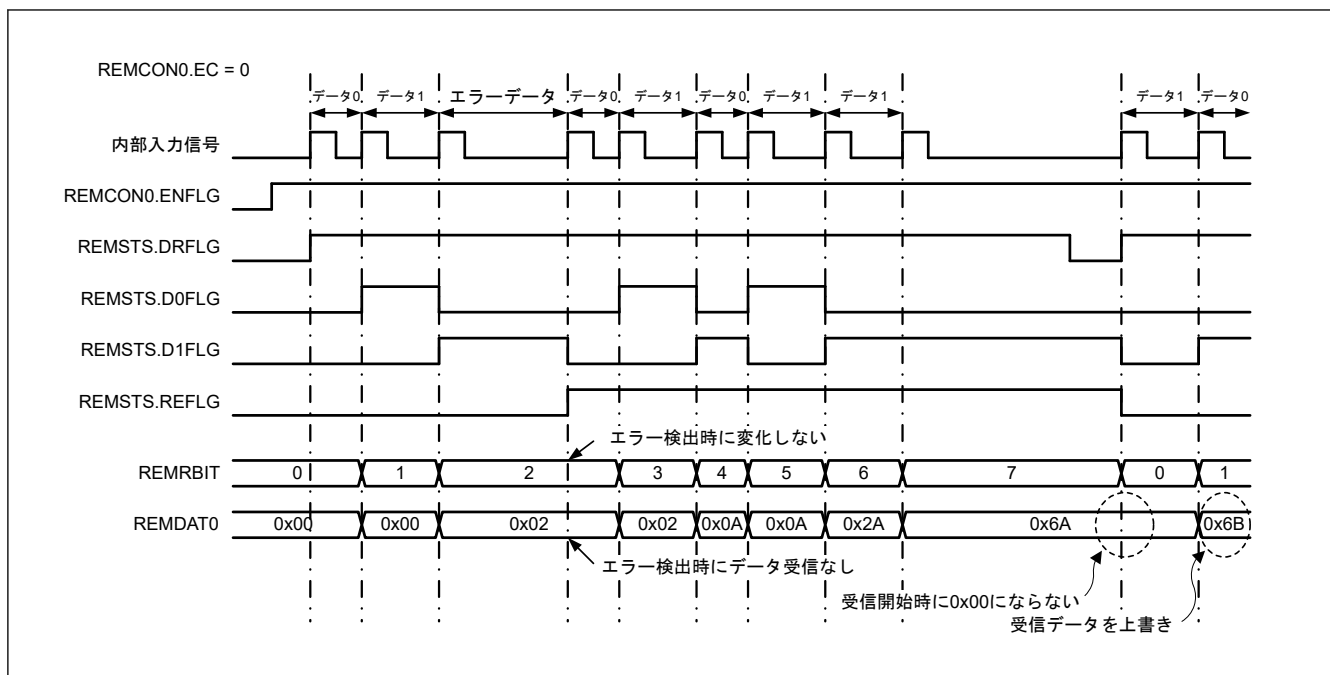 REMCON0.EC = 0
データ0 データ1 エラーデータ データ0 データ1 データ0 データ1 データ1 データ1 データ0
内部入力信号
REMCON0.ENFLG
REMSTS.DRFLG
REMSTS.D0FLG
REMSTS.D1FLG
REMSTS.REFLG
エラー検出時に変化しない
REMRBIT 0 1 2 3 4 5 6 7 0 1
REMDAT0 0x00 0x00 0x02 0x02 0x0A 0x0A 0x2A 0x6A 0x6B
エラー検出時にデータ受信なし
受信開始時に0x00にならない
受信データを上書き